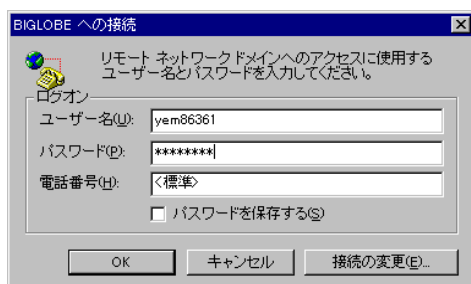 BIGLOBE への接続
リモート ネットワーク ドメインへのアクセスに使用する
ユーザー名とパスワードを入力してください。
ログオン
ユーザー名(U): yem86361
パスワード(P): ********
電話番号(H): <標準>
パスワードを保存する(S)
OK キャンセル 接続の変更(E)...